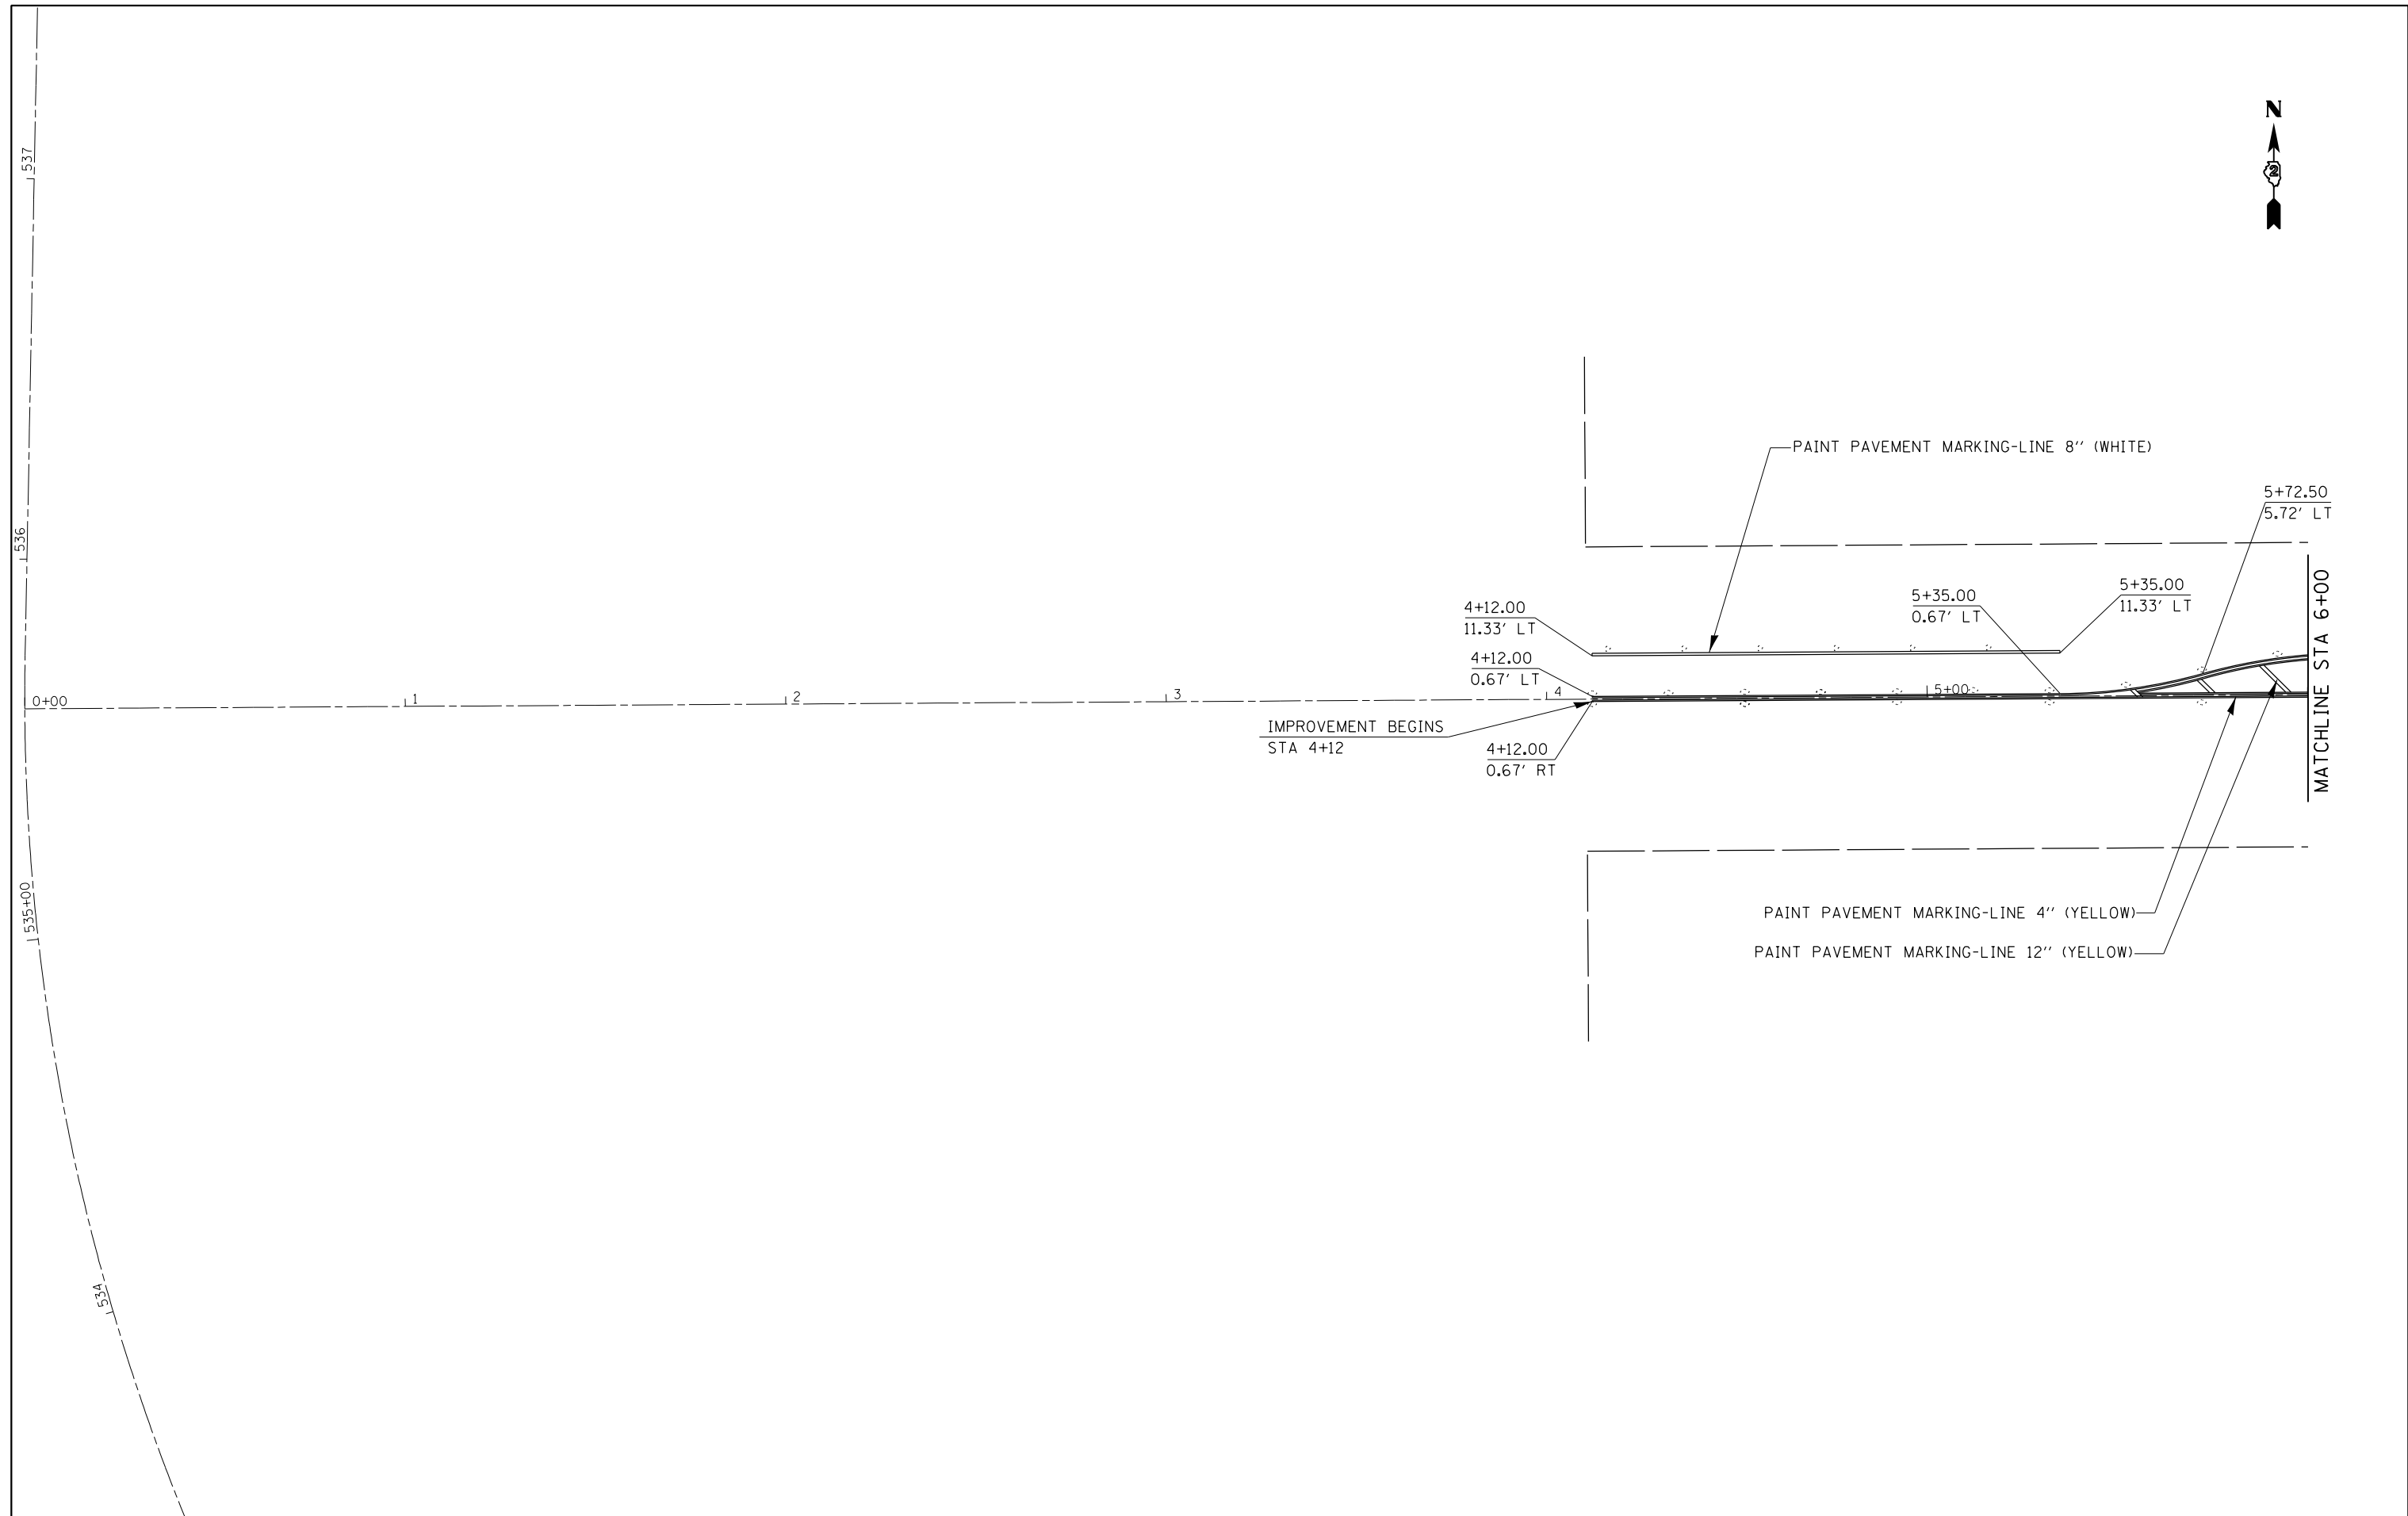 N
2
537
536
535+00
534
0+00
1
2
3
4
5+00
PAINT PAVEMENT MARKING-LINE 8'' (WHITE)
5+72.50
5.72' LT
5+35.00
11.33' LT
5+35.00
0.67' LT
4+12.00
11.33' LT
4+12.00
0.67' LT
IMPROVEMENT BEGINS
STA 4+12
4+12.00
0.67' RT
MATCHLINE STA 6+00
PAINT PAVEMENT MARKING-LINE 4'' (YELLOW)
PAINT PAVEMENT MARKING-LINE 12'' (YELLOW)